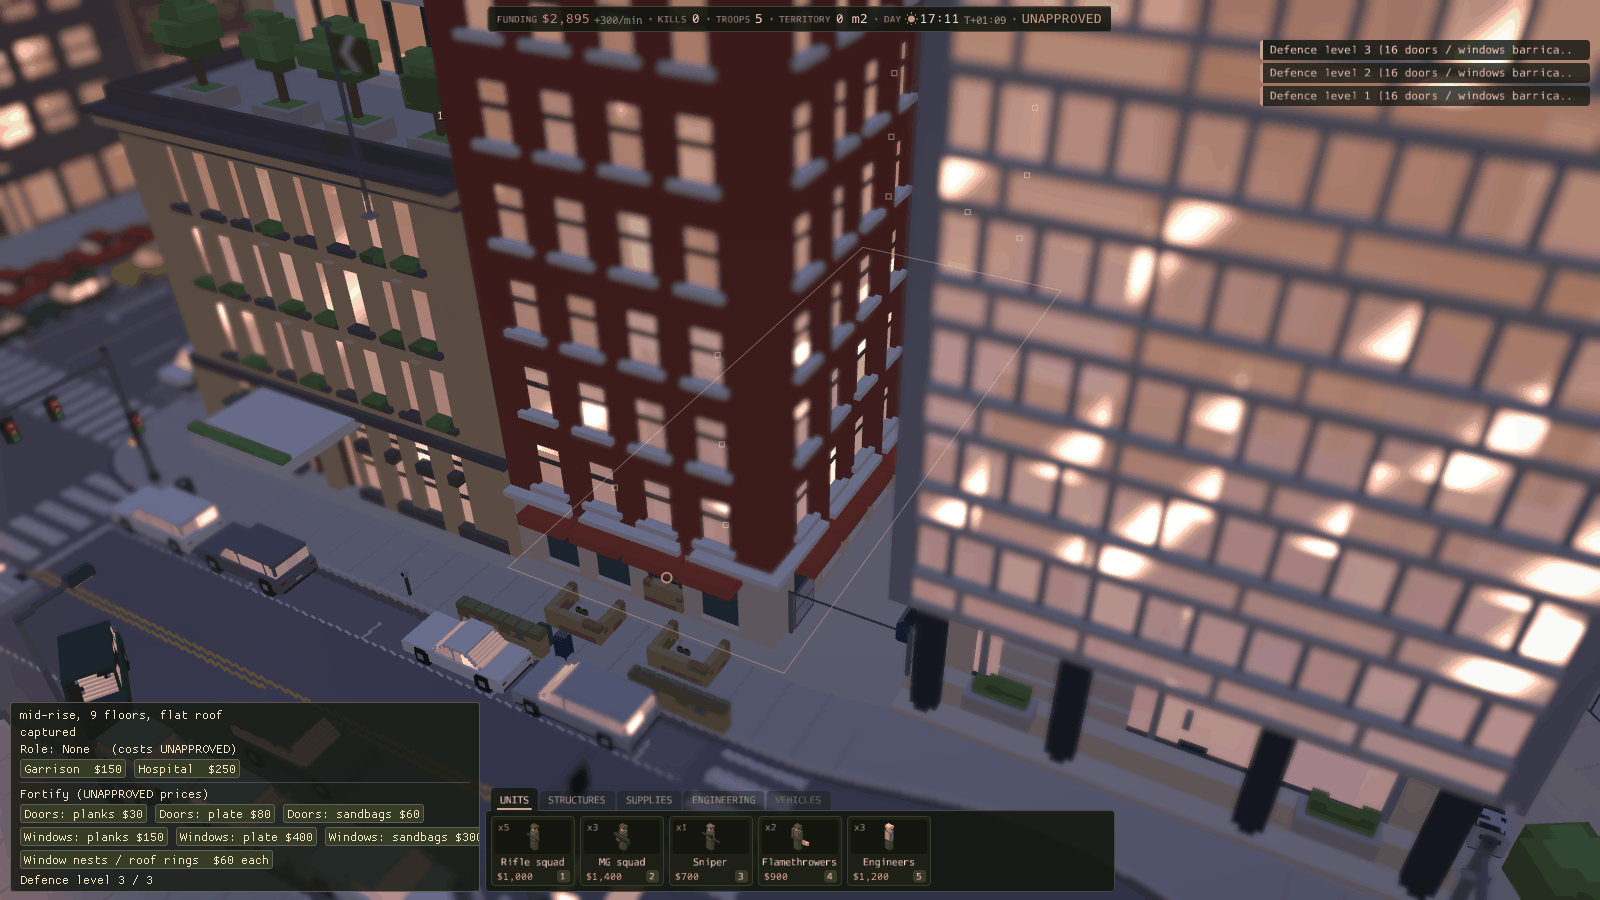 FUNDING $2,895 +300/min · KILLS 0 · TROOPS 5 · TERRITORY 0 m2 · DAY 17:11 T+01:09 · UNAPPROVED
Defence level 3 (16 doors / windows barrica..
Defence level 2 (16 doors / windows barrica..
Defence level 1 (16 doors / windows barrica..
1
mid-rise, 9 floors, flat roof
captured
Role: None (costs UNAPPROVED)
Garrison $150 Hospital $250
Fortify (UNAPPROVED prices)
Doors: planks $30 Doors: plate $80 Doors: sandbags $60
Windows: planks $150 Windows: plate $400 Windows: sandbags $300
Window nests / roof rings $60 each
Defence level 3 / 3
UNITS STRUCTURES SUPPLIES ENGINEERING VEHICLES
x5 x3 x1 x2 x3
Rifle squad MG squad Sniper Flamethrowers Engineers
$1,000 1 $1,400 2 $700 3 $900 4 $1,200 5